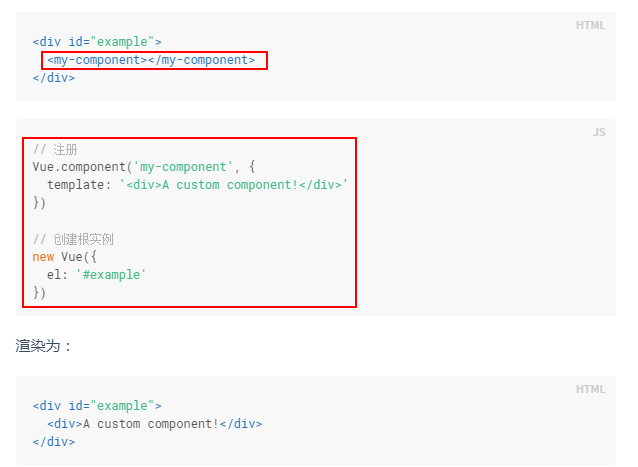 HTML
<div id="example">
  <my-component></my-component>
</div>
JS
// 注册
Vue.component('my-component', {
  template: '<div>A custom component!</div>'
})
// 创建根实例
new Vue({
  el: '#example'
})
渲染为：
HTML
<div id="example">
  <div>A custom component!</div>
</div>